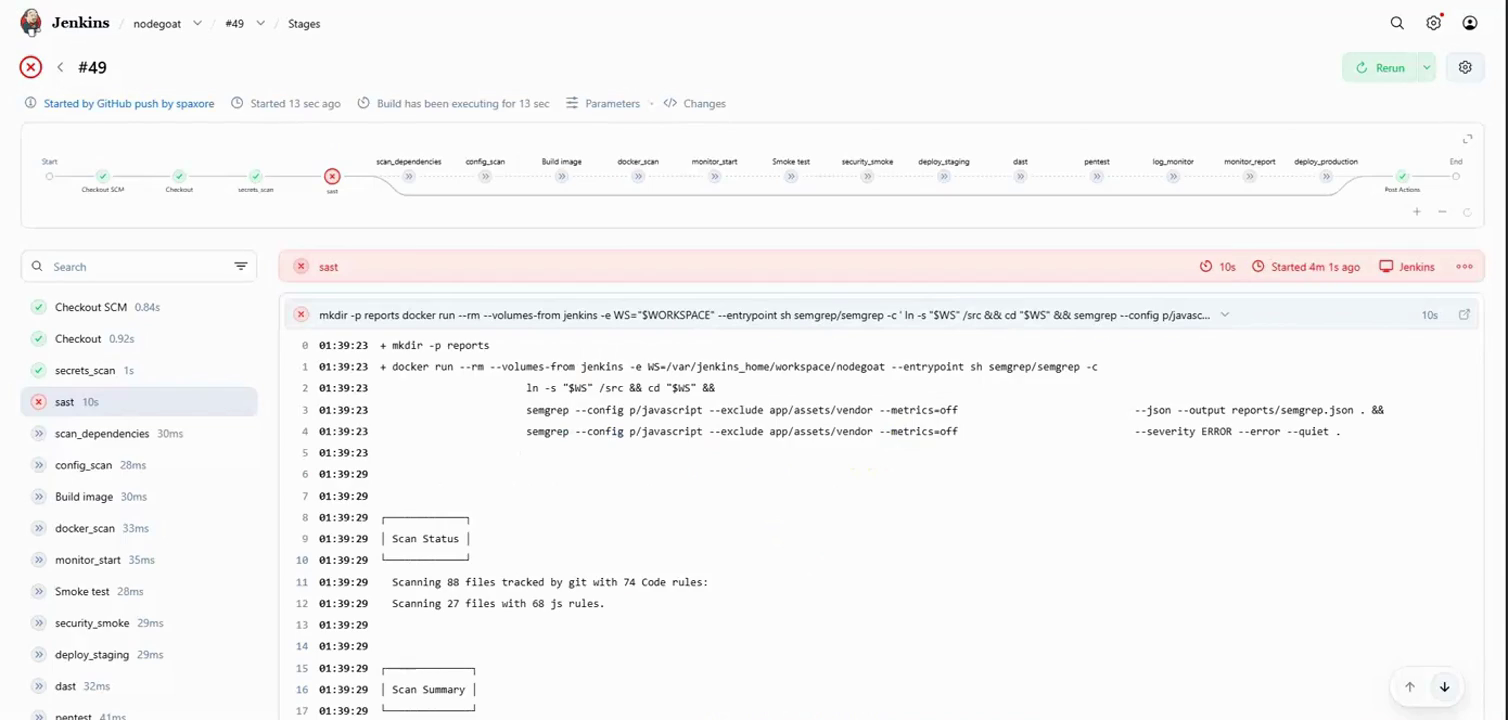 Jenkins / nodegoat / #49 / Stages
#49
Rerun
Started by GitHub push by spaxore Started 13 sec ago Build has been executing for 13 sec Parameters · Changes
Start scan_dependencies config_scan Build image docker_scan monitor_start Smoke test security_smoke deploy_staging dast pentest log_monitor monitor_report deploy_production End
Checkout SCM Checkout secrets_scan sast Post Actions
Search
Checkout SCM 0.84s
Checkout 0.92s
secrets_scan 1s
sast 10s
scan_dependencies 30ms
config_scan 28ms
Build image 30ms
docker_scan 33ms
monitor_start 35ms
Smoke test 28ms
security_smoke 29ms
deploy_staging 29ms
dast 32ms
pentest 41ms
sast 10s Started 4m 1s ago Jenkins
mkdir -p reports docker run --rm --volumes-from jenkins -e WS="$WORKSPACE" --entrypoint sh semgrep/semgrep -c ' ln -s "$WS" /src && cd "$WS" && semgrep --config p/javasc... 10s
0 01:39:23 + mkdir -p reports
1 01:39:23 + docker run --rm --volumes-from jenkins -e WS=/var/jenkins_home/workspace/nodegoat --entrypoint sh semgrep/semgrep -c
2 01:39:23 ln -s "$WS" /src && cd "$WS" &&
3 01:39:23 semgrep --config p/javascript --exclude app/assets/vendor --metrics=off --json --output reports/semgrep.json . &&
4 01:39:23 semgrep --config p/javascript --exclude app/assets/vendor --metrics=off --severity ERROR --error --quiet .
5 01:39:23
6 01:39:29
7 01:39:29
8 01:39:29
9 01:39:29 Scan Status
10 01:39:29
11 01:39:29 Scanning 88 files tracked by git with 74 Code rules:
12 01:39:29 Scanning 27 files with 68 js rules.
13 01:39:29
14 01:39:29
15 01:39:29
16 01:39:29 Scan Summary
17 01:39:29